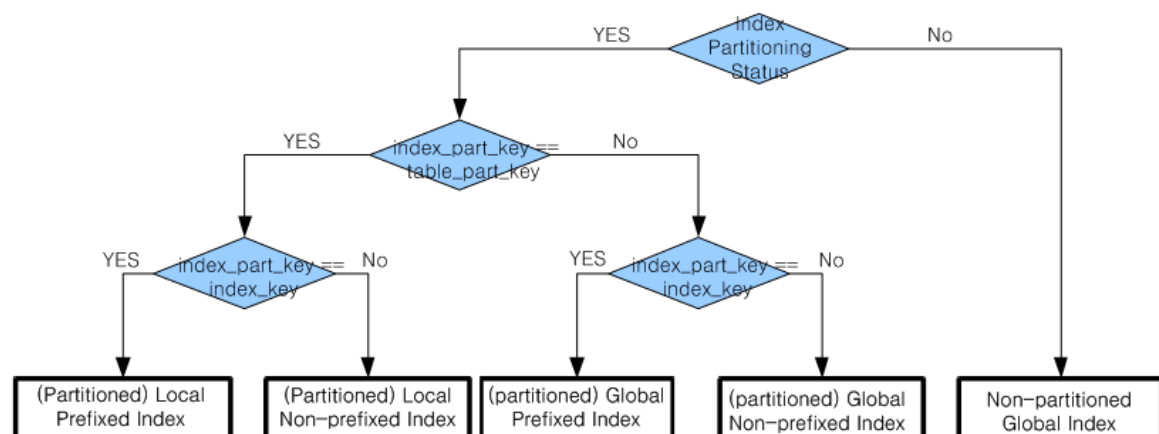 Index
Partitioning
Status
YES
No
index_part_key ==
table_part_key
YES
No
index_part_key ==
index_key
YES
No
index_part_key ==
index_key
YES
No
(Partitioned) Local
Prefixed Index
(Partitioned) Local
Non-prefixed Index
(partitioned) Global
Prefixed Index
(partitioned) Global
Non-prefixed Index
Non-partitioned
Global Index